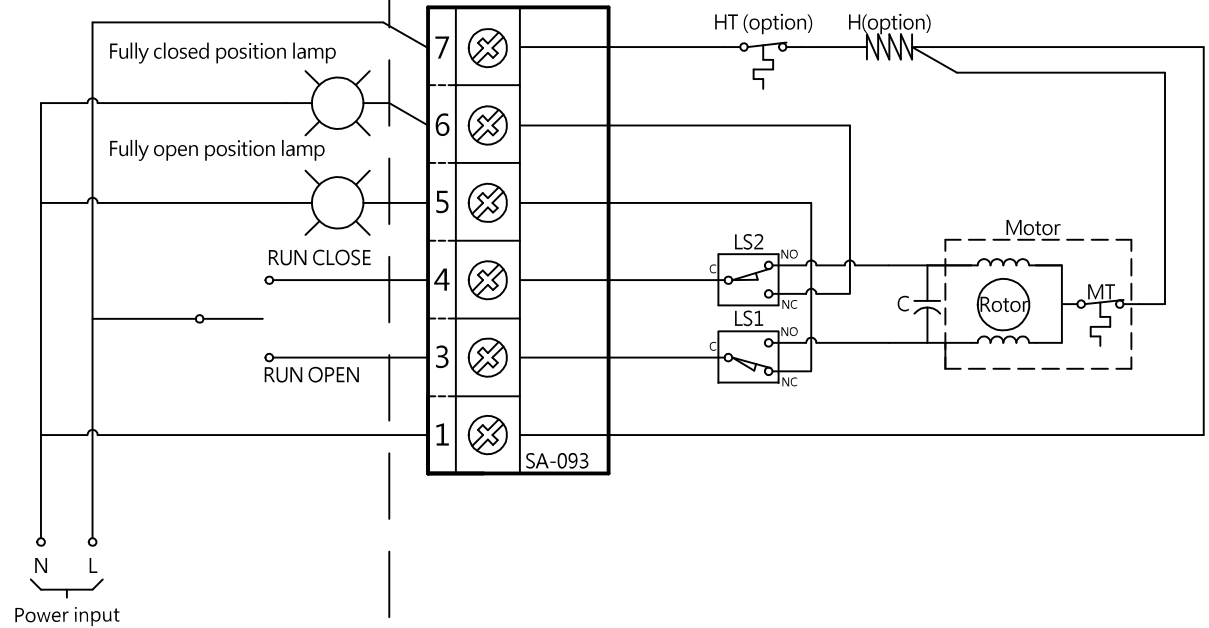 HT (option)
H(option)
Fully closed position lamp
7
6
Fully open position lamp
5
RUN CLOSE
4
3
RUN OPEN
1
SA-093
LS2
C
NO
NC
LS1
C
NO
NC
C
Motor
Rotor
MT
N
L
Power input